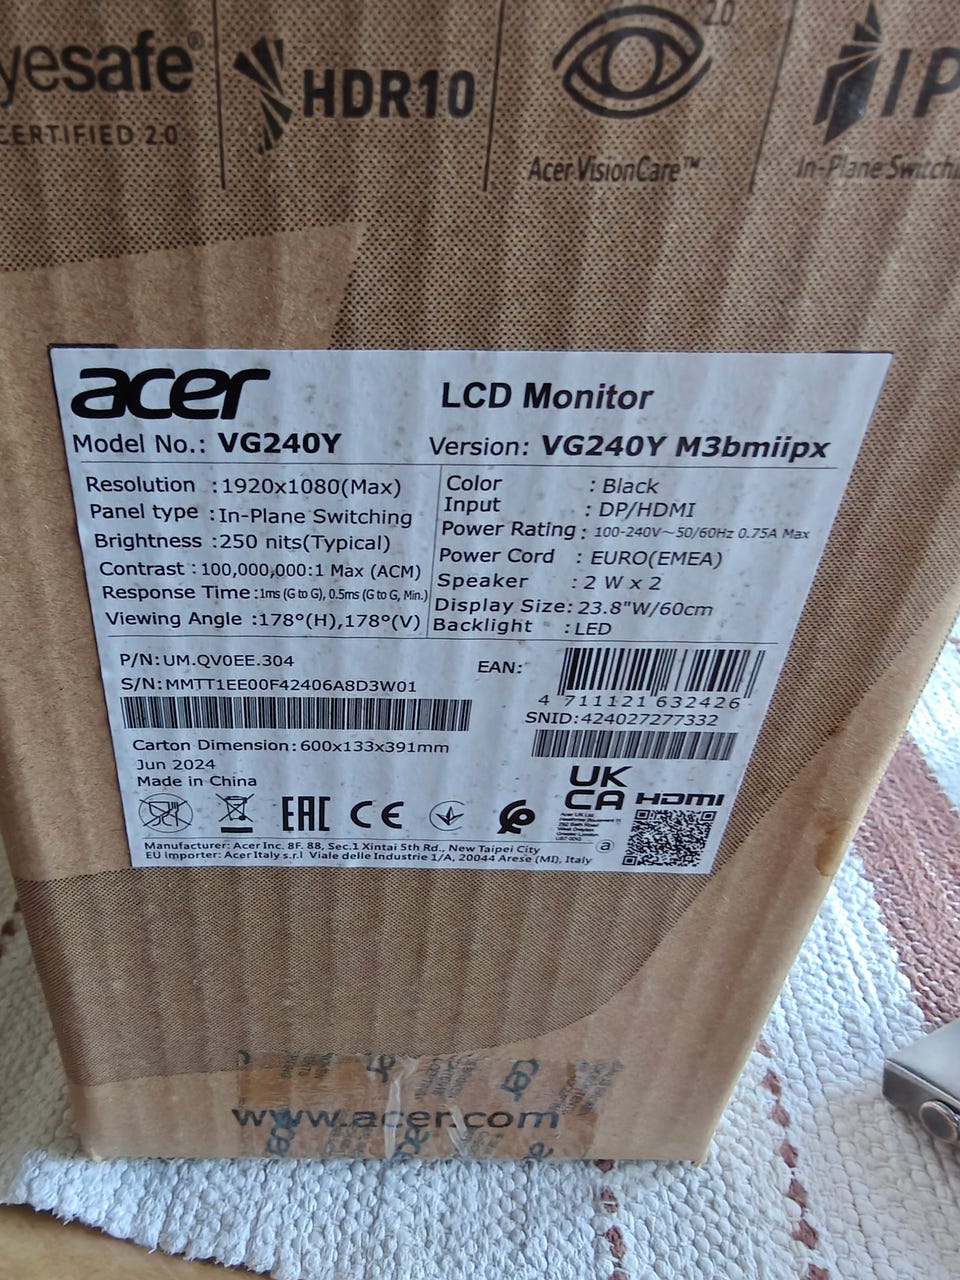 yesafe®
CERTIFIED 2.0
HDR10
2.0
Acer VisionCare™
IP
In-Plane Switchi
acer
LCD Monitor
Model No.: VG240Y
Version: VG240Y M3bmiipx
Resolution :1920x1080(Max)
Panel type :In-Plane Switching
Brightness :250 nits(Typical)
Contrast :100,000,000:1 Max (ACM)
Response Time :1ms (G to G), 0.5ms (G to G, Min.)
Viewing Angle :178°(H),178°(V)
Color : Black
Input : DP/HDMI
Power Rating : 100-240V~50/60Hz 0.75A Max
Power Cord : EURO(EMEA)
Speaker : 2 W x 2
Display Size: 23.8"W/60cm
Backlight :LED
P/N:UM.QV0EE.304
S/N:MMTT1EE00F42406A8D3W01
EAN:
4 711121 632426
SNID:424027277332
Carton Dimension:600x133x391mm
Jun 2024
Made in China
EAC CE
UK
CA
HDMI
Acer UK Ltd.
a
Manufacturer: Acer Inc. 8F. 88, Sec.1 Xintai 5th Rd., New Taipei City
EU Importer: Acer Italy s.r.l Viale delle Industrie 1/A, 20044 Arese (MI), Italy
www.acer.com